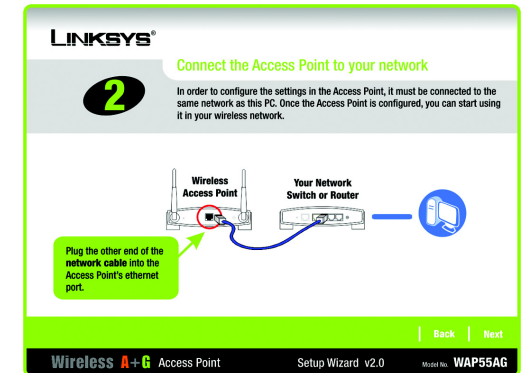 LINKSYS®
Connect the Access Point to your network
2
In order to configure the settings in the Access Point, it must be connected to the
same network as this PC. Once the Access Point is configured, you can start using
it in your wireless network.
Wireless
Access Point
Your Network
Switch or Router
Plug the other end of the
network cable into the
Access Point's ethernet
port.
Back | Next
Wireless A+G Access Point Setup Wizard v2.0 Model No. WAP55AG